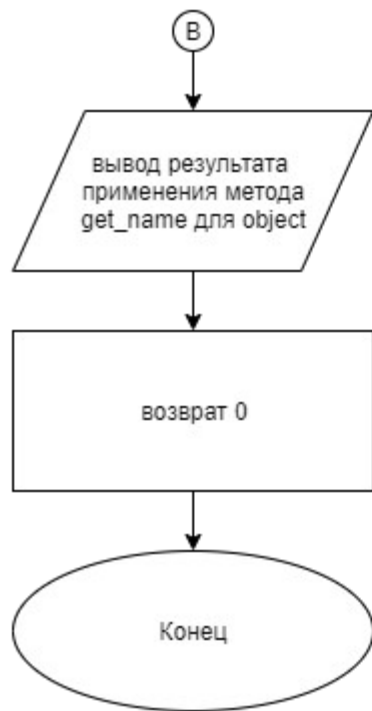 B
вывод результата
применения метода
get_name для object
возврат 0
Конец